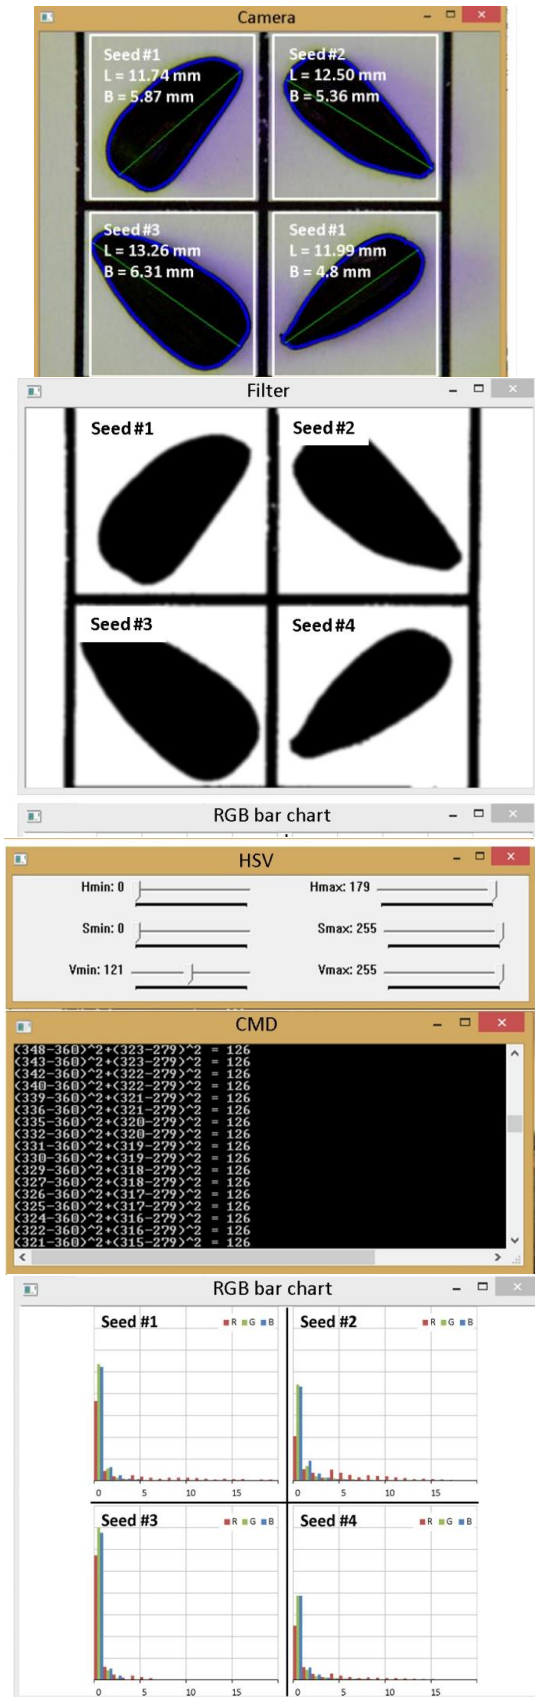 Camera
Seed #1
L = 11.74 mm
B = 5.87 mm
Seed #2
L = 12.50 mm
B = 5.36 mm
Seed #3
L = 13.26 mm
B = 6.31 mm
Seed #1
L = 11.99 mm
B = 4.8 mm
Filter
Seed #1
Seed #2
Seed #3
Seed #4
RGB bar chart
HSV
Hmin: 0
Hmax: 179
Smin: 0
Smax: 255
Vmin: 121
Vmax: 255
CMD
(348-360)^2+(323-279)^2 = 126
(343-360)^2+(323-279)^2 = 126
(342-360)^2+(322-279)^2 = 126
(340-360)^2+(322-279)^2 = 126
(339-360)^2+(321-279)^2 = 126
(336-360)^2+(321-279)^2 = 126
(335-360)^2+(320-279)^2 = 126
(332-360)^2+(320-279)^2 = 126
(331-360)^2+(319-279)^2 = 126
(330-360)^2+(319-279)^2 = 126
(329-360)^2+(318-279)^2 = 126
(327-360)^2+(318-279)^2 = 126
(326-360)^2+(317-279)^2 = 126
(325-360)^2+(317-279)^2 = 126
(324-360)^2+(316-279)^2 = 126
(322-360)^2+(316-279)^2 = 126
(321-360)^2+(315-279)^2 = 126
RGB bar chart
Seed #1
R G B
0 5 10 15
Seed #2
R G B
0 5 10 15
Seed #3
R G B
0 5 10 15
Seed #4
R G B
0 5 10 15